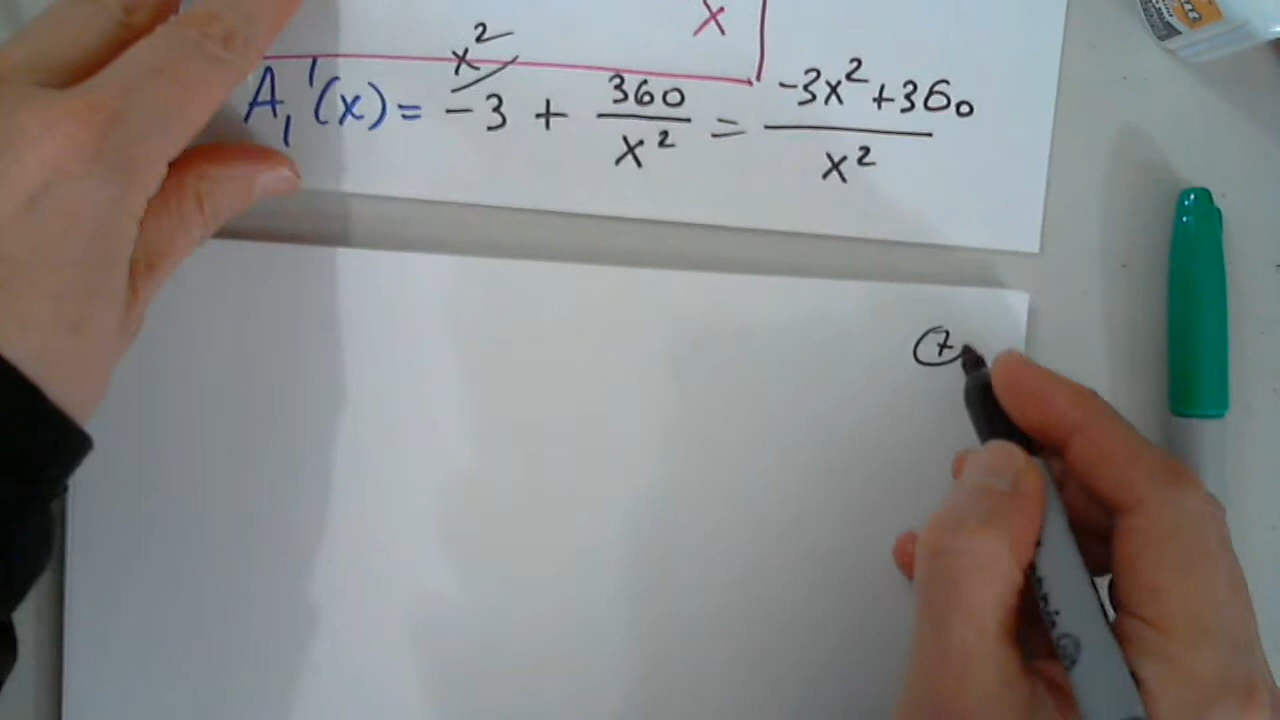 x
x²
A₁'(x) = -3 + 360/x² = (-3x²+360)/x²
7